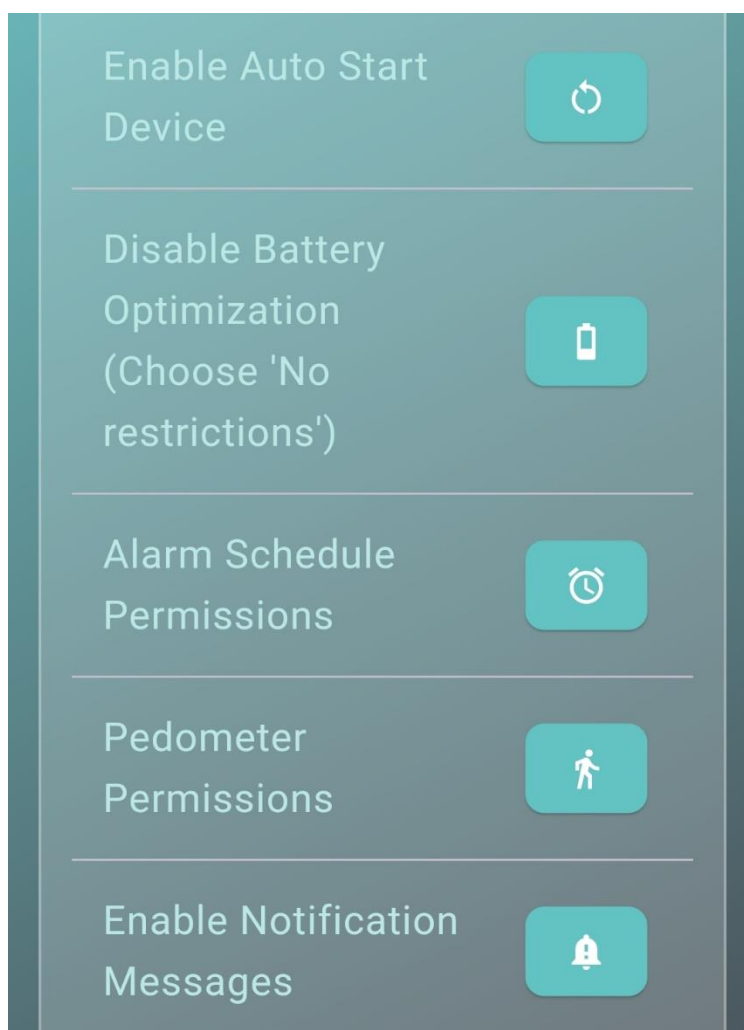 Enable Auto Start
Device
Disable Battery
Optimization
(Choose 'No
restrictions')
Alarm Schedule
Permissions
Pedometer
Permissions
Enable Notification
Messages